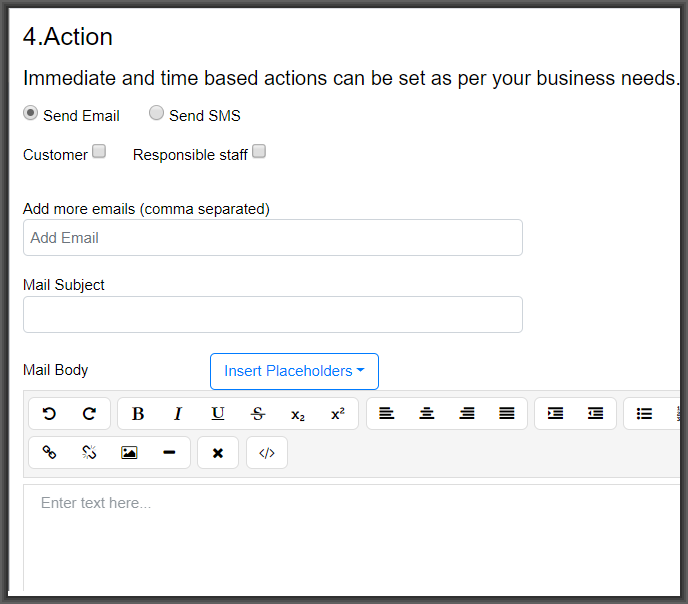 4.Action
Immediate and time based actions can be set as per your business needs.
Send Email Send SMS
Customer Responsible staff
Add more emails (comma separated)
Add Email
Mail Subject
Mail Body Insert Placeholders
B I U S x₂ x²
</>
Enter text here...